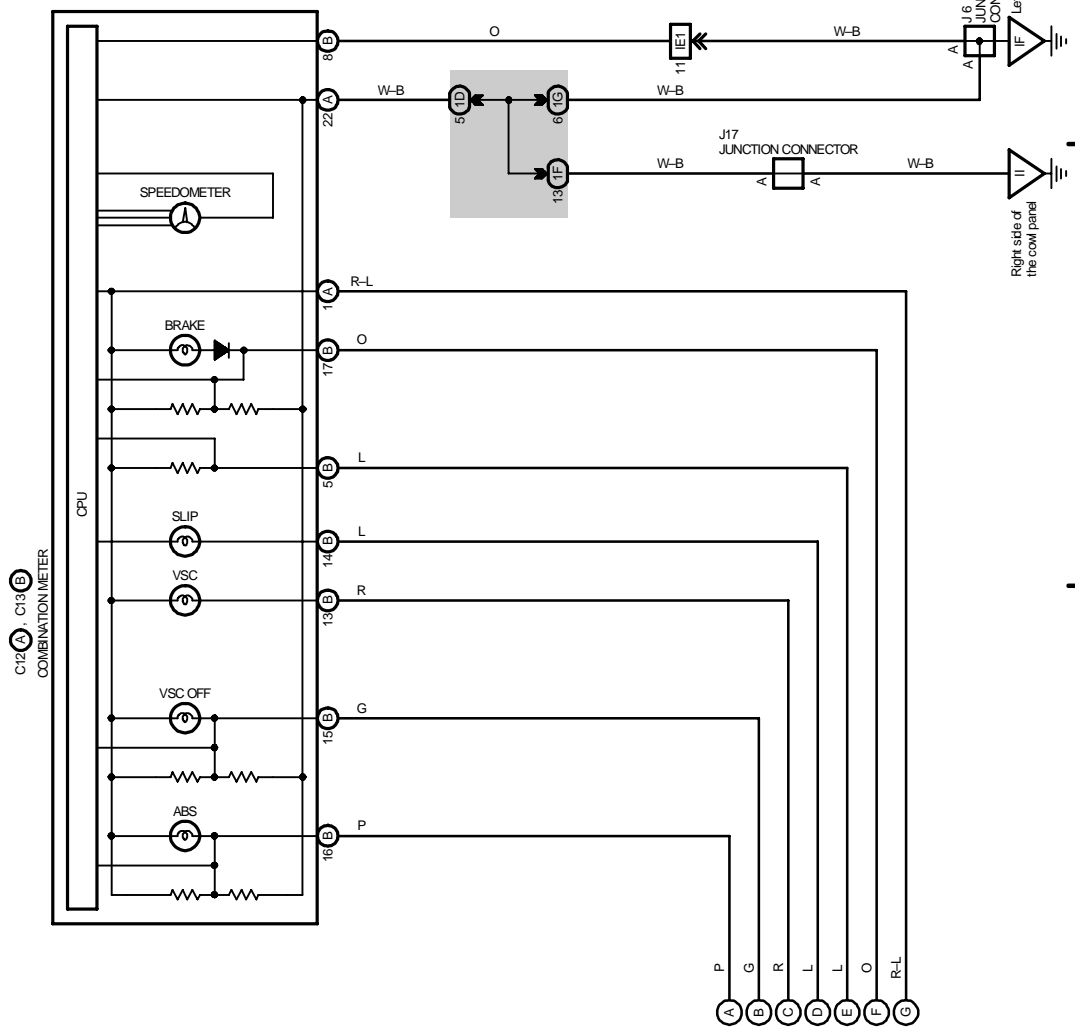 C12 A , C13 B
COMBINATION METER
CPU
8 B
O
11 IE1
W–B
A
A
J 6
IF
22 A
W–B
5 1D
6 1G
W–B
13 1F
W–B
J17
JUNCTION CONNECTOR
A
A
W–B
II
Right side of
the cowl panel
SPEEDOMETER
1 A
R–L
BRAKE
17 B
O
5 B
L
SLIP
14 B
L
VSC
13 B
R
VSC OFF
15 B
G
ABS
16 B
P
P
A
G
B
R
C
L
D
L
E
O
F
R–L
G